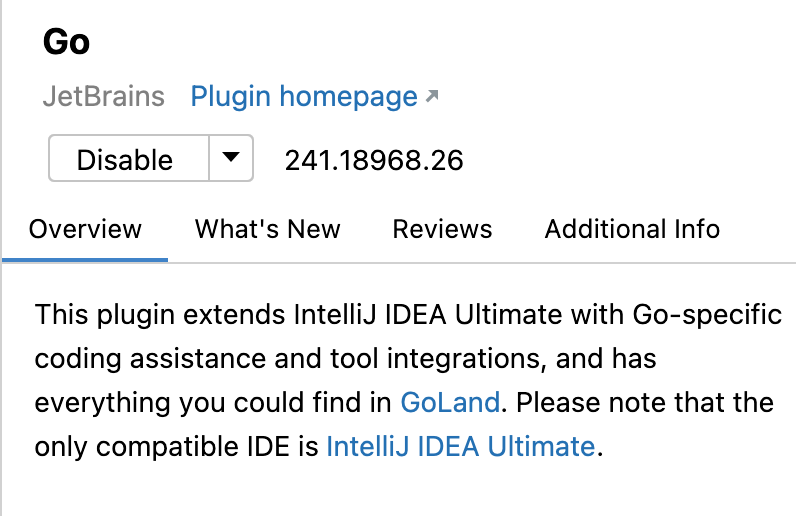 Go
JetBrains Plugin homepage
Disable 241.18968.26
Overview What's New Reviews Additional Info
This plugin extends IntelliJ IDEA Ultimate with Go-specific
coding assistance and tool integrations, and has
everything you could find in GoLand. Please note that the
only compatible IDE is IntelliJ IDEA Ultimate.